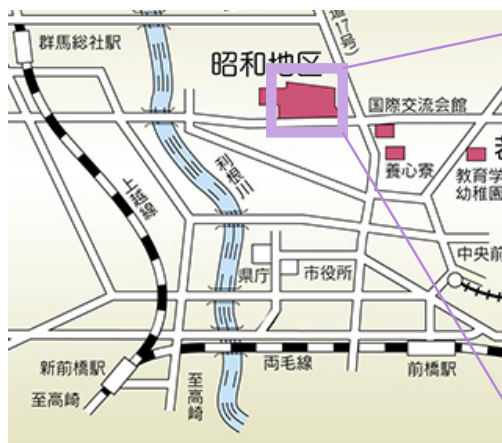 道17号)
群馬総社駅
昭和地区
国際交流会館
利根川
養心寮
教育学
幼稚園
上越線
中央前
県庁
市役所
新前橋駅
両毛線
前橋駅
至高崎
至高崎